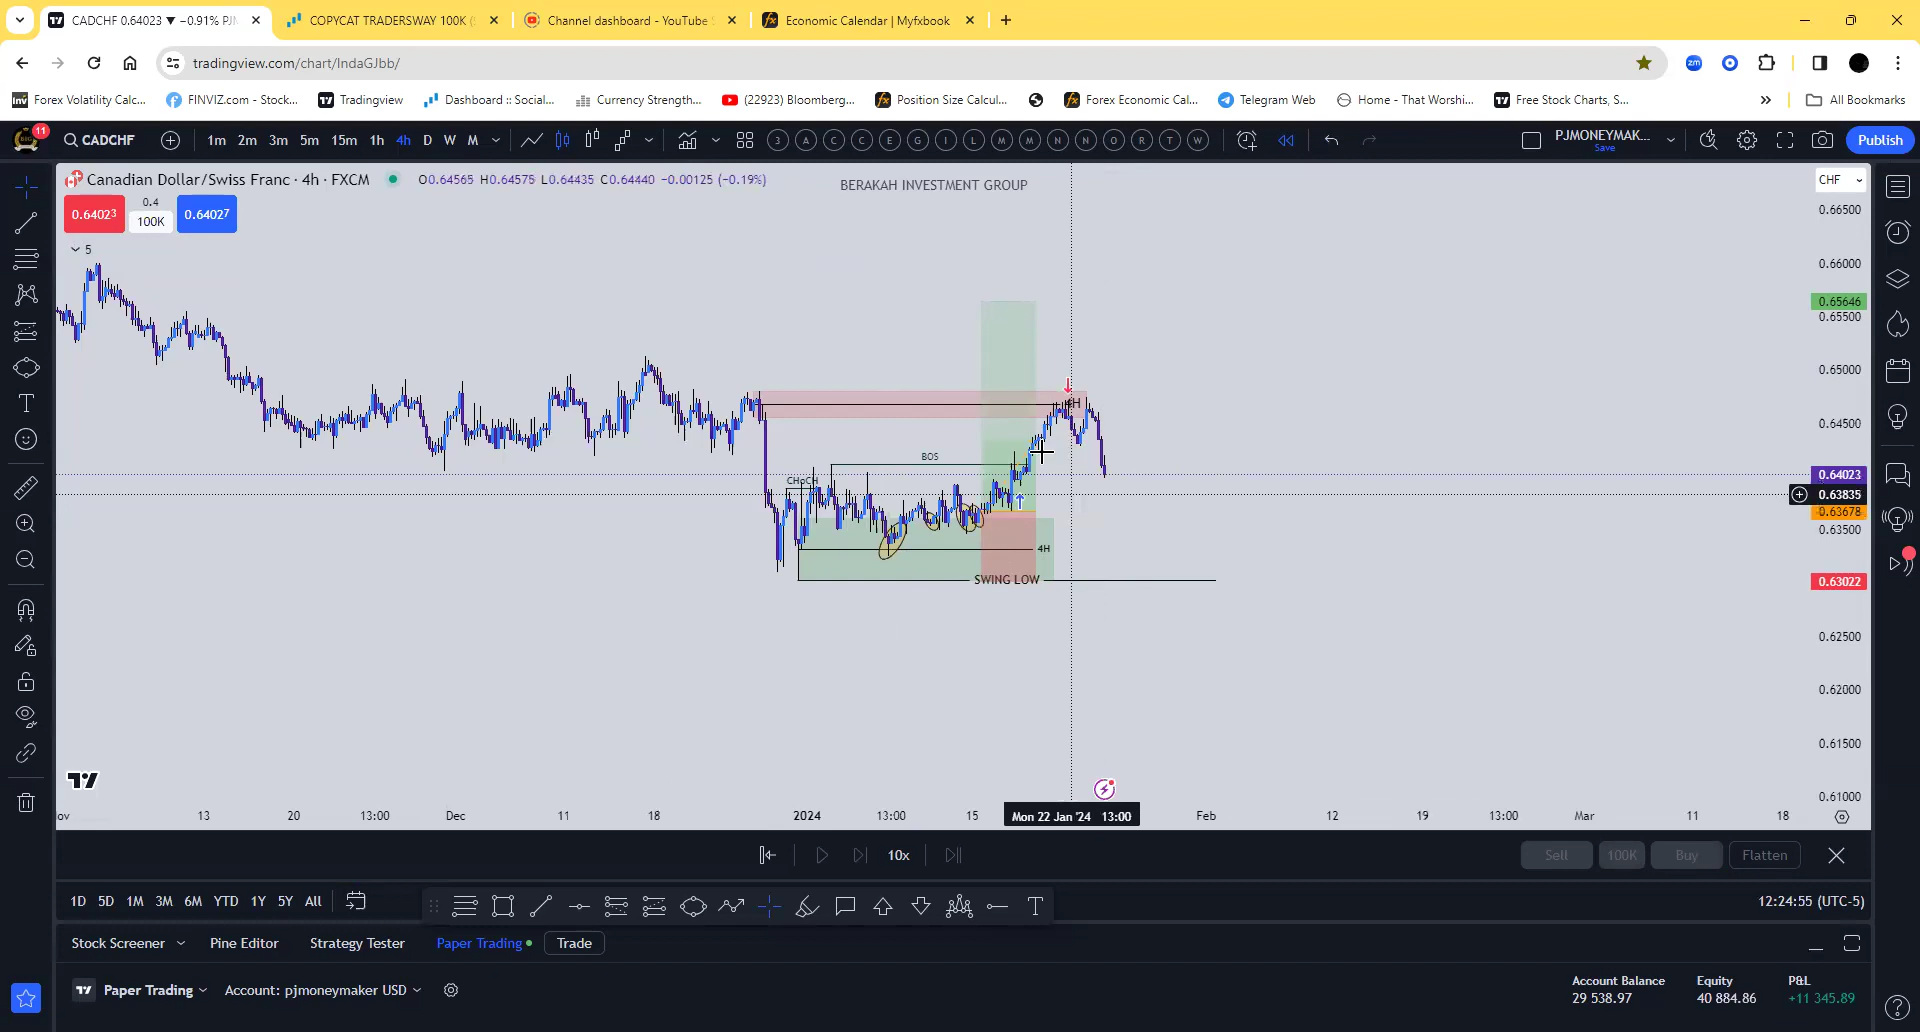 CADCHF 0.64023 ▼ −0.91% PJM
COPYCAT TRADERSWAY 100K (
Channel dashboard - YouTube
Economic Calendar | Myfxbook
tradingview.com/chart/IndaGJbb/
Forex Volatility Calc...
FINVIZ.com - Stock...
Tradingview
Dashboard :: Social...
Currency Strength...
(22923) Bloomberg...
Position Size Calcul...
Forex Economic Cal...
Telegram Web
Home - That Worshi...
Free Stock Charts, S...
All Bookmarks
11
CADCHF
1m 2m 3m 5m 15m 1h 4h D W M
3 A C C E G I L M M N N O R T W
PJMONEYMAK...
Save
Publish
Canadian Dollar/Swiss Franc · 4h · FXCM
O0.64565 H0.64575 L0.64435 C0.64440 −0.00125 (−0.19%)
BERAKAH INVESTMENT GROUP
CHF
0.64023
0.4
100K
0.64027
5
0.66500
0.66000
0.65646
0.65500
0.65000
0.64500
0.64023
0.63835
0.63678
0.63500
0.63022
0.62500
0.62000
0.61500
0.61000
4H
BOS
CHoCH
4H
SWING LOW
13 20 13:00 Dec 11 18 2024 13:00 15 Mon 22 Jan '24 13:00 Feb 12 19 13:00 Mar 11 18
10x
Sell 100K Buy Flatten
1D 5D 1M 3M 6M YTD 1Y 5Y All
12:24:55 (UTC-5)
Stock Screener Pine Editor Strategy Tester Paper Trading Trade
Paper Trading Account: pjmoneymaker USD
Account Balance Equity P&L
29 538.97 40 884.86 +11 345.89